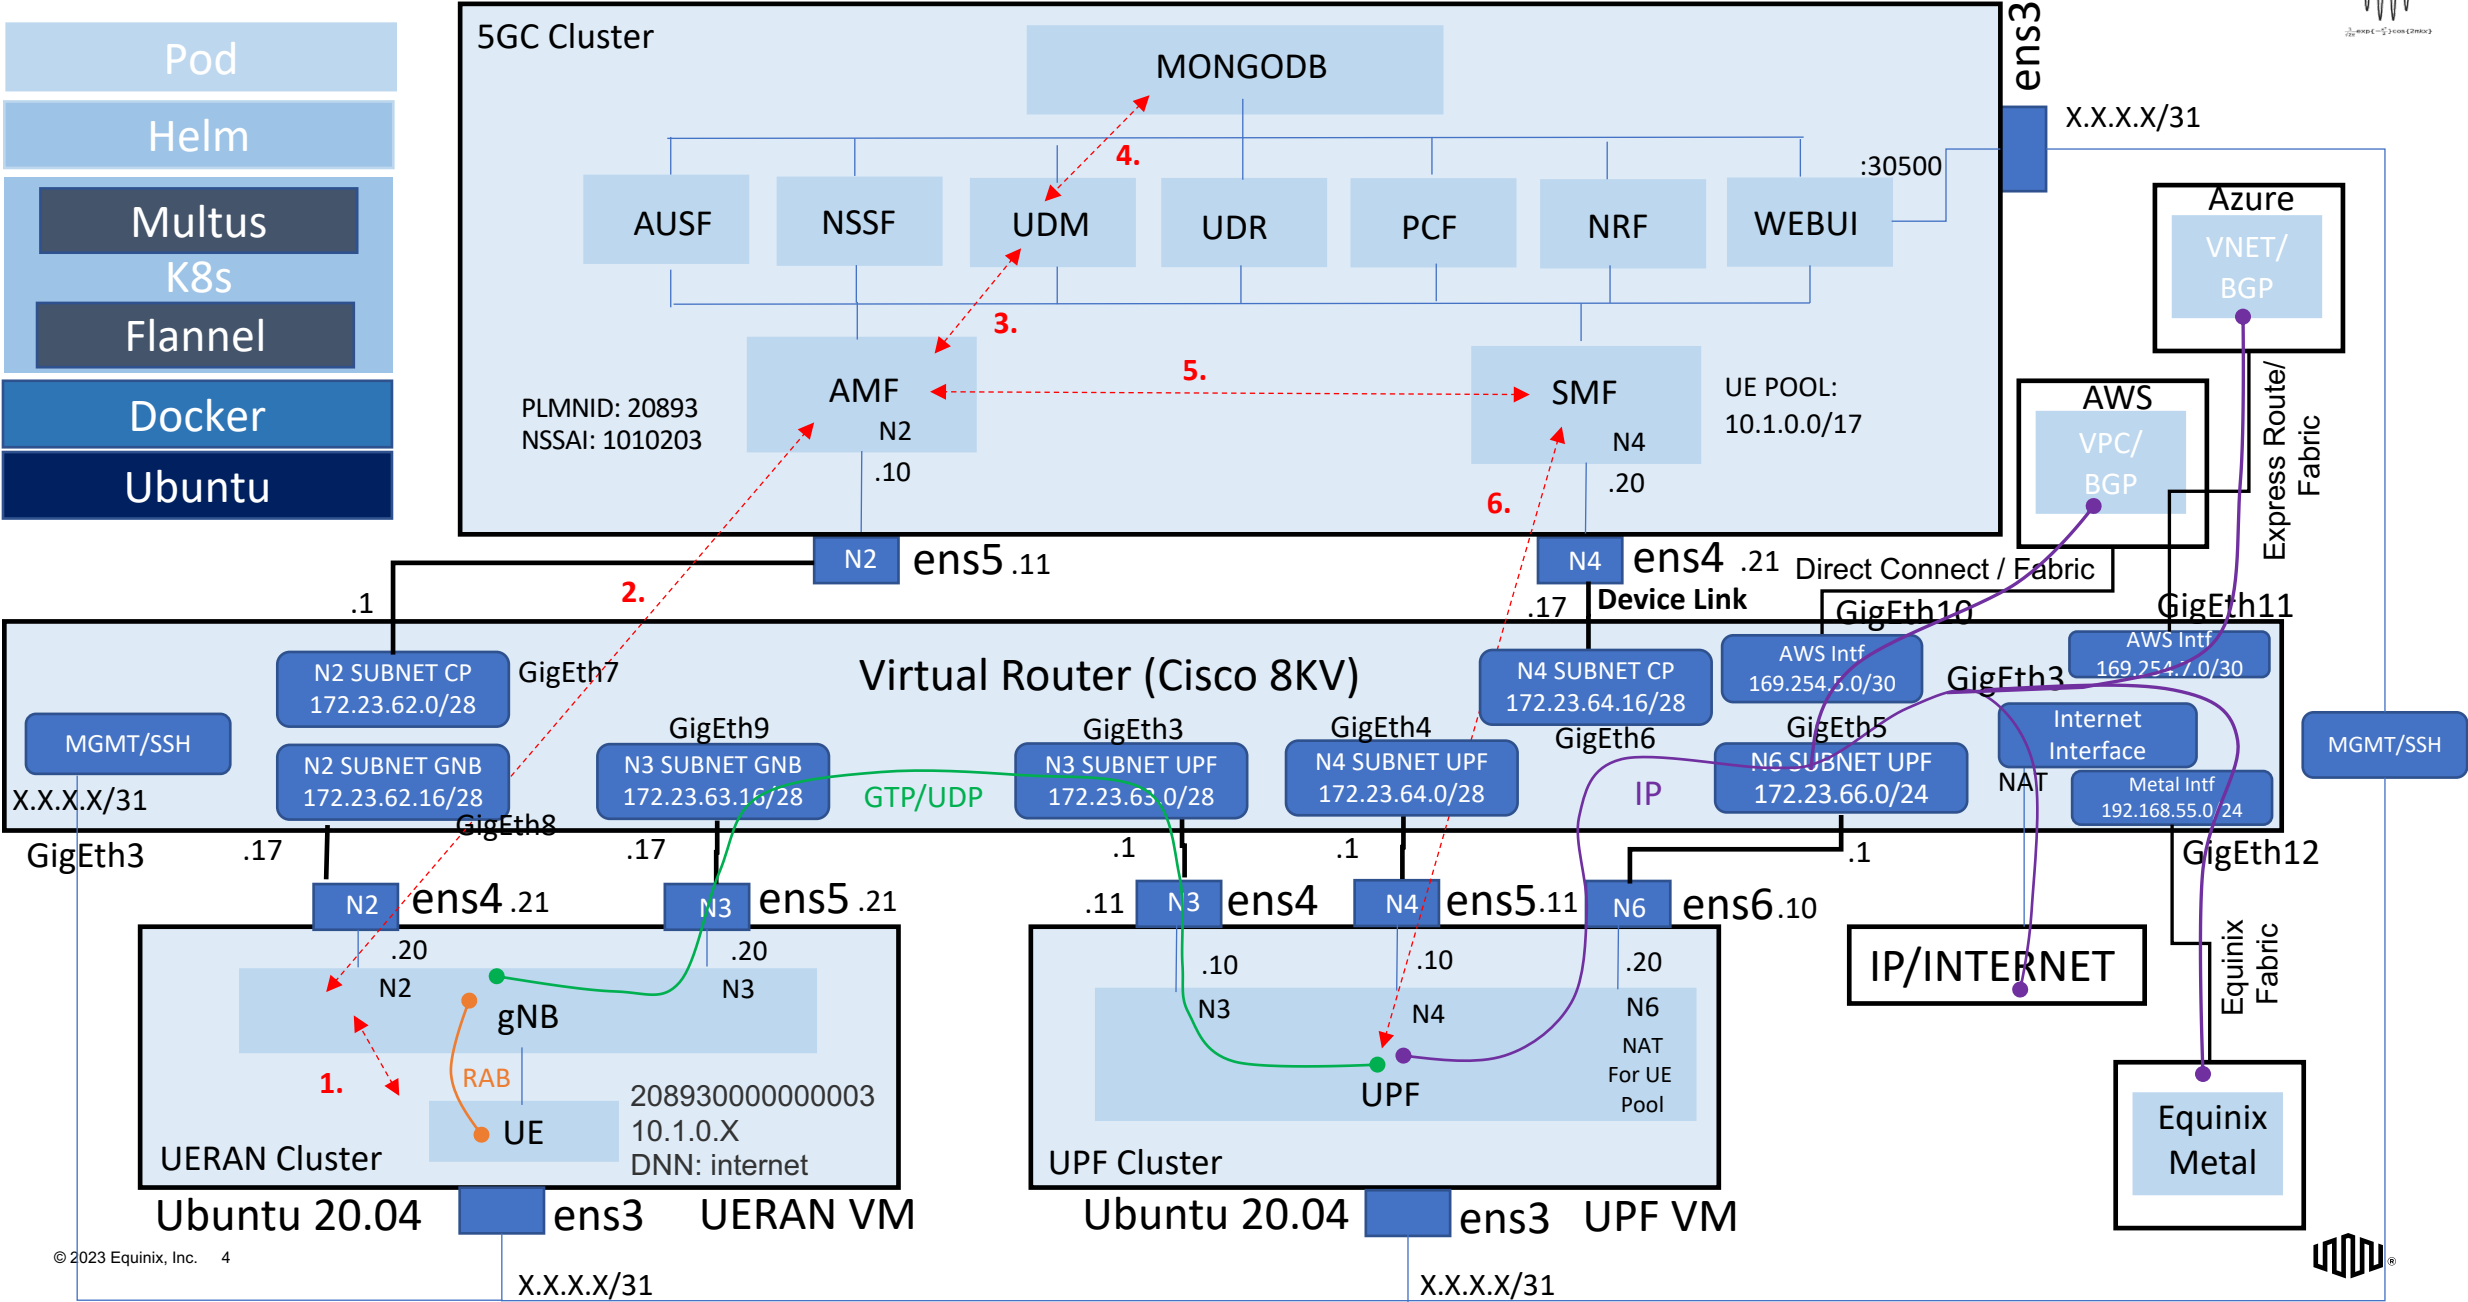 Pod
Helm
Multus
K8s
Flannel
Docker
Ubuntu
5GC Cluster
MONGODB
4.
AUSF
NSSF
UDM
UDR
PCF
NRF
WEBUI
:30500
ens3
X.X.X.X/31
3.
AMF
N2
.10
PLMNID: 20893
NSSAI: 1010203
5.
SMF
N4
.20
UE POOL:
10.1.0.0/17
6.
2.
Azure
VNET/
BGP
AWS
VPC/
BGP
Express Route/
Fabric
N2
ens5 .11
N4
ens4 .21
Direct Connect / Fabric
.1
.17
Device Link
GigEth10
GigEth11
Virtual Router (Cisco 8KV)
N2 SUBNET CP
172.23.62.0/28
GigEth7
N4 SUBNET CP
172.23.64.16/28
GigEth6
AWS Intf
169.254.5.0/30
AWS Intf
169.254.7.0/30
GigEth3
MGMT/SSH
X.X.X.X/31
GigEth3
N2 SUBNET GNB
172.23.62.16/28
GigEth8
GigEth9
N3 SUBNET GNB
172.23.63.16/28
GTP/UDP
GigEth3
N3 SUBNET UPF
172.23.63.0/28
GigEth4
N4 SUBNET UPF
172.23.64.0/28
IP
GigEth5
N6 SUBNET UPF
172.23.66.0/24
Internet
Interface
NAT
Metal Intf
192.168.55.0/24
GigEth12
MGMT/SSH
.17
.17
.1
.1
.1
N2
ens4 .21
N3
ens5 .21
.11
N3
ens4
N4
ens5 .11
N6
ens6 .10
.20
N2
.20
N3
gNB
1.
RAB
UE
208930000000003
10.1.0.X
DNN: internet
UERAN Cluster
.10
N3
.10
N4
.20
N6
NAT
For UE
Pool
UPF
UPF Cluster
IP/INTERNET
Equinix
Fabric
Equinix
Metal
Ubuntu 20.04
ens3
UERAN VM
Ubuntu 20.04
ens3
UPF VM
© 2023 Equinix, Inc. 4
X.X.X.X/31
X.X.X.X/31
®